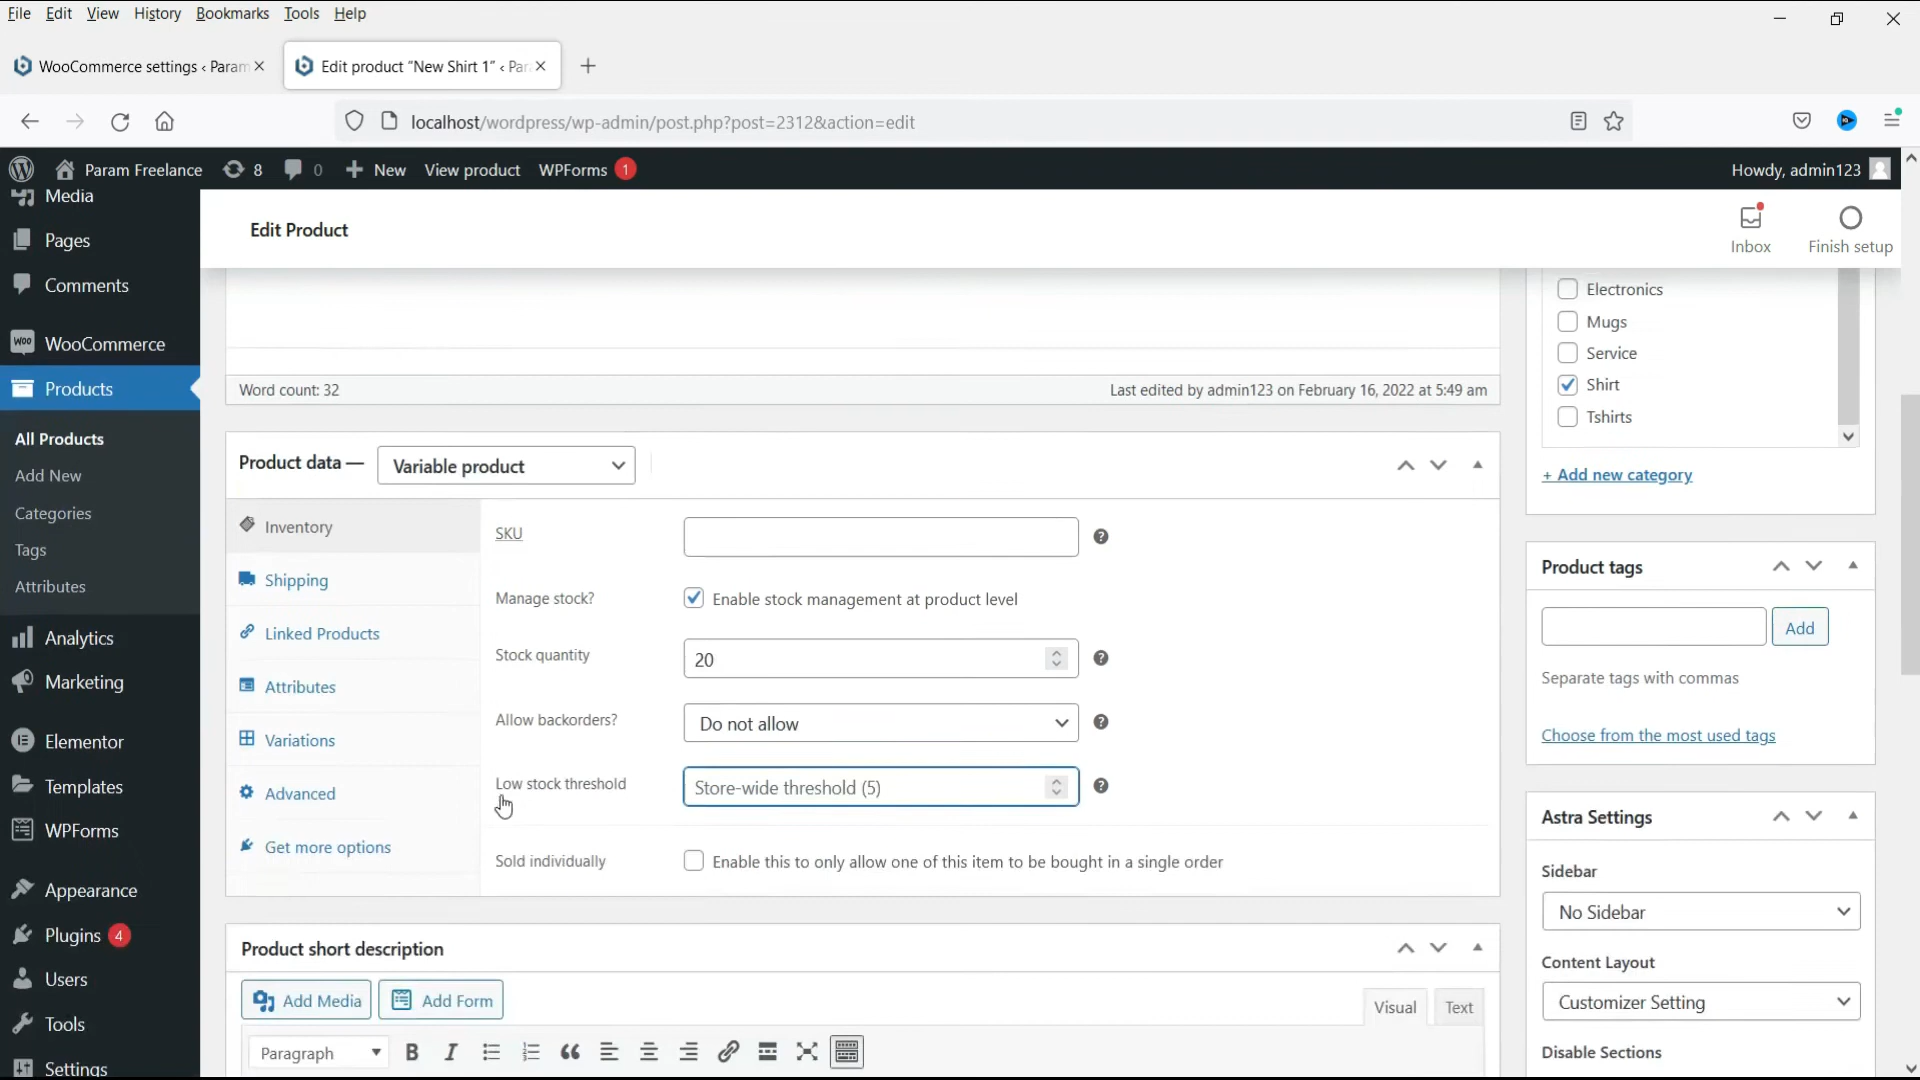 File Edit View History Bookmarks Tools Help
WooCommerce settings ‹ Param
Edit product “New Shirt 1” ‹ Par
localhost/wordpress/wp-admin/post.php?post=2312&action=edit
Param Freelance 8 0 New View product WPForms 1 Howdy, admin123
Media
Pages
Comments
WooCommerce
Products
All Products
Add New
Categories
Tags
Attributes
Analytics
Marketing
Elementor
Templates
WPForms
Appearance
Plugins 4
Users
Tools
Settings
Edit Product
Inbox
Finish setup
Word count: 32
Last edited by admin123 on February 16, 2022 at 5:49 am
Product data — Variable product
Inventory
Shipping
Linked Products
Attributes
Variations
Advanced
Get more options
SKU
Manage stock? Enable stock management at product level
Stock quantity 20
Allow backorders? Do not allow
Low stock threshold Store-wide threshold (5)
Sold individually Enable this to only allow one of this item to be bought in a single order
Product short description
Add Media Add Form
Visual Text
Paragraph
Electronics
Mugs
Service
Shirt
Tshirts
+ Add new category
Product tags
Add
Separate tags with commas
Choose from the most used tags
Astra Settings
Sidebar
No Sidebar
Content Layout
Customizer Setting
Disable Sections